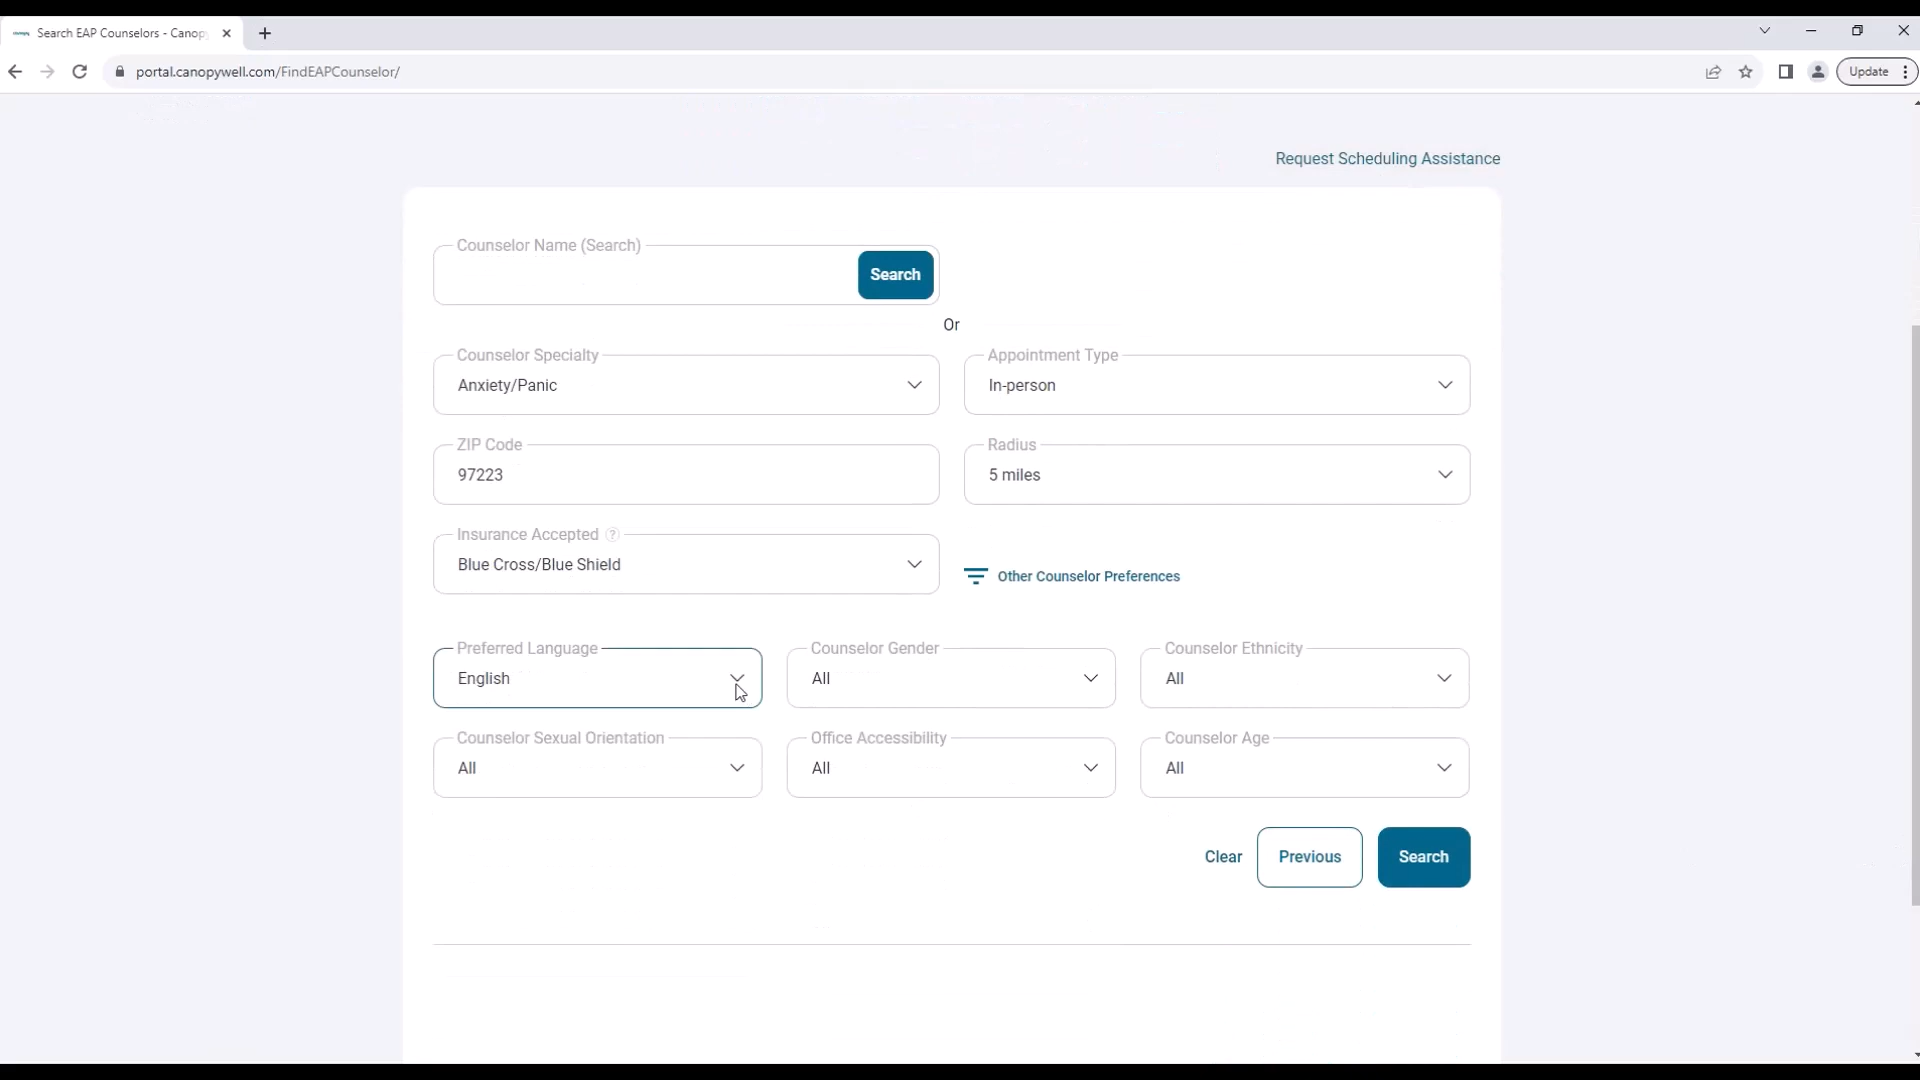 Search EAP Counselors - Canop
portal.canopywell.com/FindEAPCounselor/
Update
Request Scheduling Assistance
Counselor Name (Search)
Search
Or
Counselor Specialty
Anxiety/Panic
Appointment Type
In-person
ZIP Code
97223
Radius
5 miles
Insurance Accepted ?
Blue Cross/Blue Shield
Other Counselor Preferences
Preferred Language
English
Counselor Gender
All
Counselor Ethnicity
All
Counselor Sexual Orientation
All
Office Accessibility
All
Counselor Age
All
Clear
Previous
Search